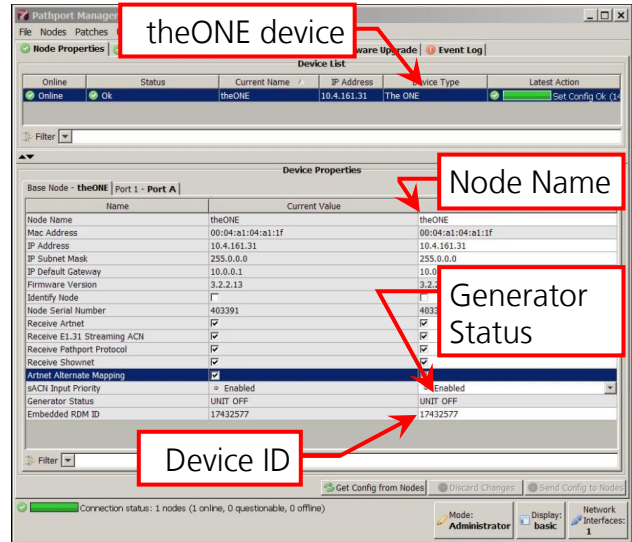 Pathport Manager
theONE device
File Nodes Patches
Node Properties ware Upgrade Event Log
Device List
Online Status Current Name IP Address Device Type Latest Action
Online Ok theONE 10.4.161.31 The ONE Set Config Ok (14
Filter
Device Properties
Node Name
Base Node - theONE Port 1 - Port A
Name Current Value
Node Name theONE theONE
Mac Address 00:04:a1:04:a1:1f 00:04:a1:04:a1:1f
IP Address 10.4.161.31 10.4.161.31
IP Subnet Mask 255.0.0.0 255.0.0.0
IP Default Gateway 10.0.0.1 10.0
Firmware Version 3.2.2.13 3.2.2
Generator
Status
Identify Node
Node Serial Number 403391 4033
Receive Artnet
Receive E1.31 Streaming ACN
Receive Pathport Protocol
Receive Shownet
Artnet Alternate Mapping
sACN Input Priority Enabled Enabled
Generator Status UNIT OFF UNIT OFF
Embedded RDM ID 17432577 17432577
Device ID
Filter
Get Config from Nodes Discard Changes Send Config to Nodes
Connection status: 1 nodes (1 online, 0 questionable, 0 offline)
Mode: Administrator
Display: basic
Network Interfaces: 1